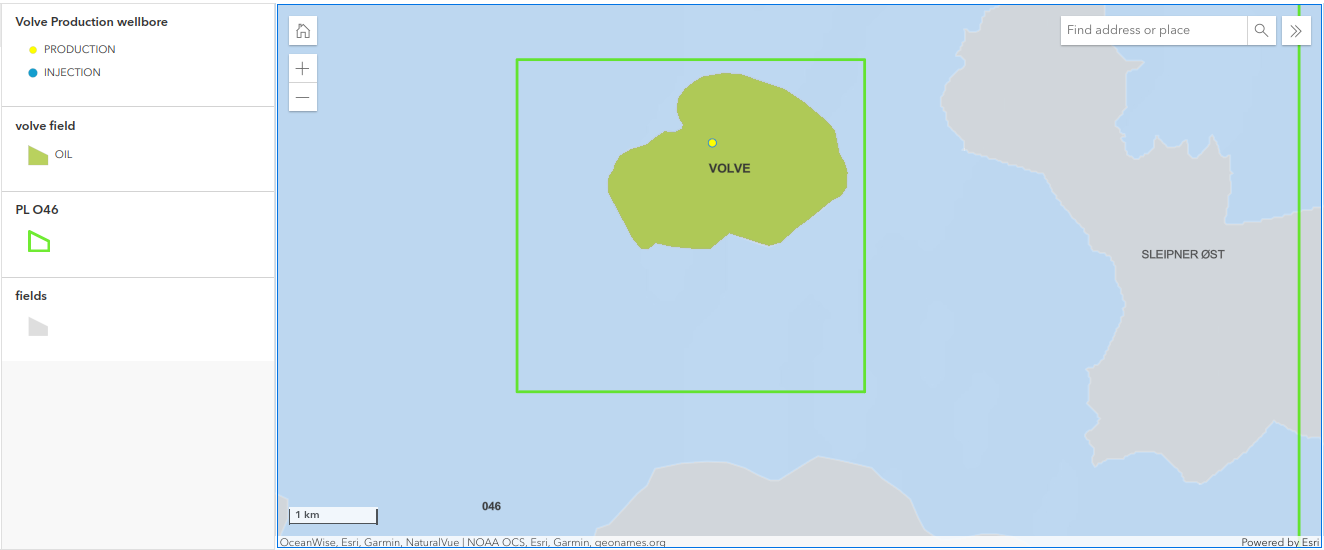 Volve Production wellbore
PRODUCTION
INJECTION
volve field
OIL
PL O46
fields
Find address or place
VOLVE
SLEIPNER ØST
046
1 km
OceanWise, Esri, Garmin, NaturalVue | NOAA OCS, Esri, Garmin, geonames.org
Powered by Esri